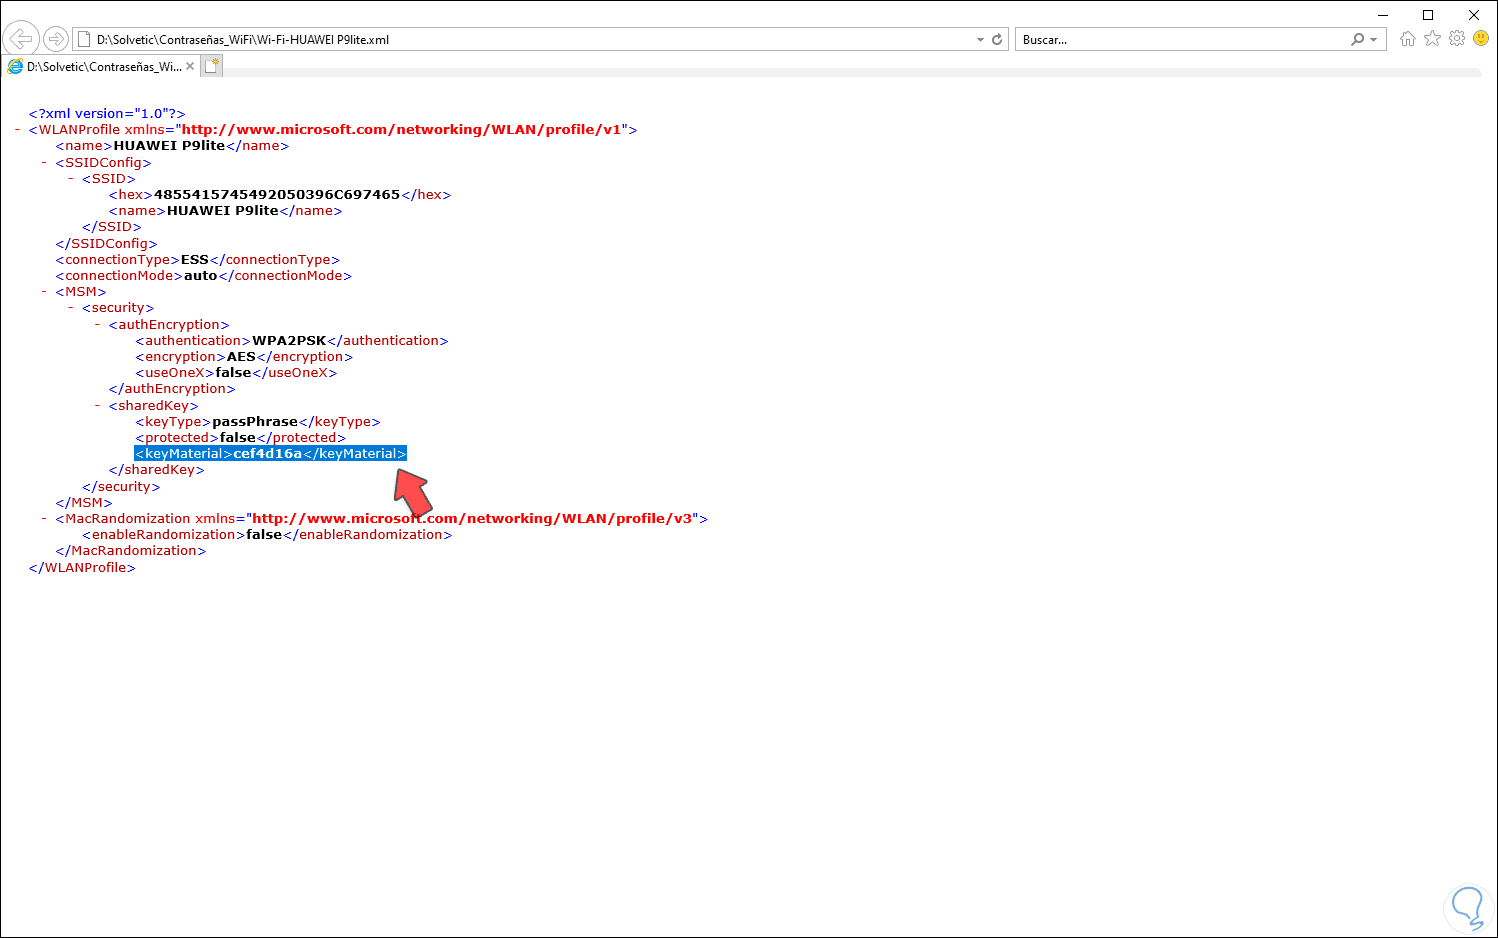 D:\Solvetic\Contraseñas_WiFi\Wi-Fi-HUAWEI P9lite.xml
Buscar...
D:\Solvetic\Contraseñas_Wi...
<?xml version="1.0"?>
- <WLANProfile xmlns="http://www.microsoft.com/networking/WLAN/profile/v1">
<name>HUAWEI P9lite</name>
- <SSIDConfig>
- <SSID>
<hex>4855415745492050396C697465</hex>
<name>HUAWEI P9lite</name>
</SSID>
</SSIDConfig>
<connectionType>ESS</connectionType>
<connectionMode>auto</connectionMode>
- <MSM>
- <security>
- <authEncryption>
<authentication>WPA2PSK</authentication>
<encryption>AES</encryption>
<useOneX>false</useOneX>
</authEncryption>
- <sharedKey>
<keyType>passPhrase</keyType>
<protected>false</protected>
<keyMaterial>cef4d16a</keyMaterial>
</sharedKey>
</security>
</MSM>
- <MacRandomization xmlns="http://www.microsoft.com/networking/WLAN/profile/v3">
<enableRandomization>false</enableRandomization>
</MacRandomization>
</WLANProfile>